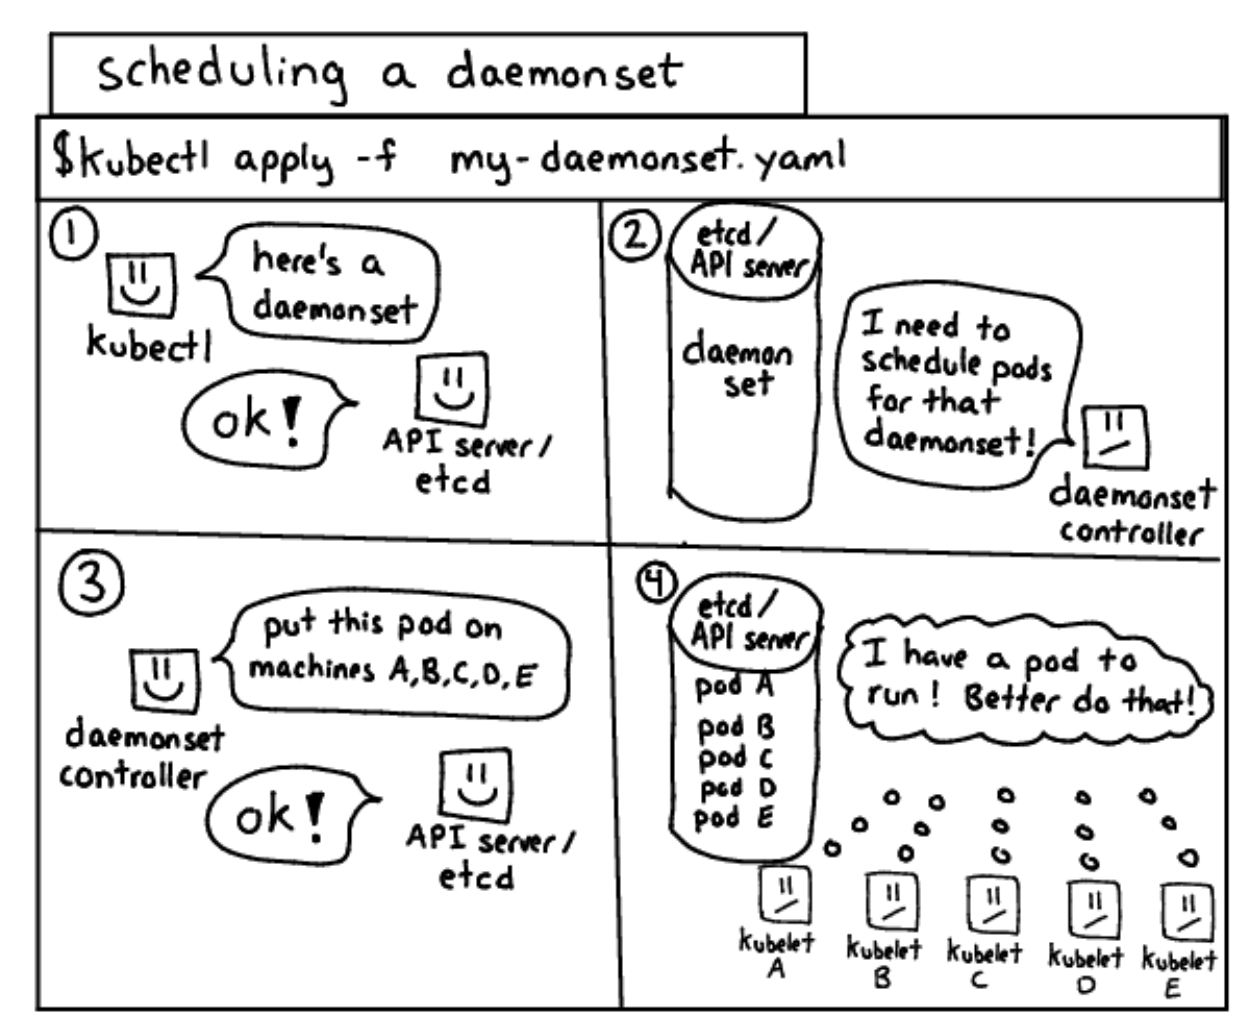 scheduling a daemonset
$kubectl apply -f my-daemonset.yaml
1
here's a
daemonset
kubectl
ok!
API server/
etcd
2
etcd/
API server
daemon
set
I need to
schedule pods
for that
daemonset!
daemonset
controller
3
put this pod on
machines A,B,C,D,E
daemonset
controller
ok!
API server/
etcd
4
etcd/
API server
pod A
pod B
pod C
pod D
pod E
I have a pod to
run! Better do that!
kubelet
A
kubelet
B
kubelet
C
kubelet
D
kubelet
E